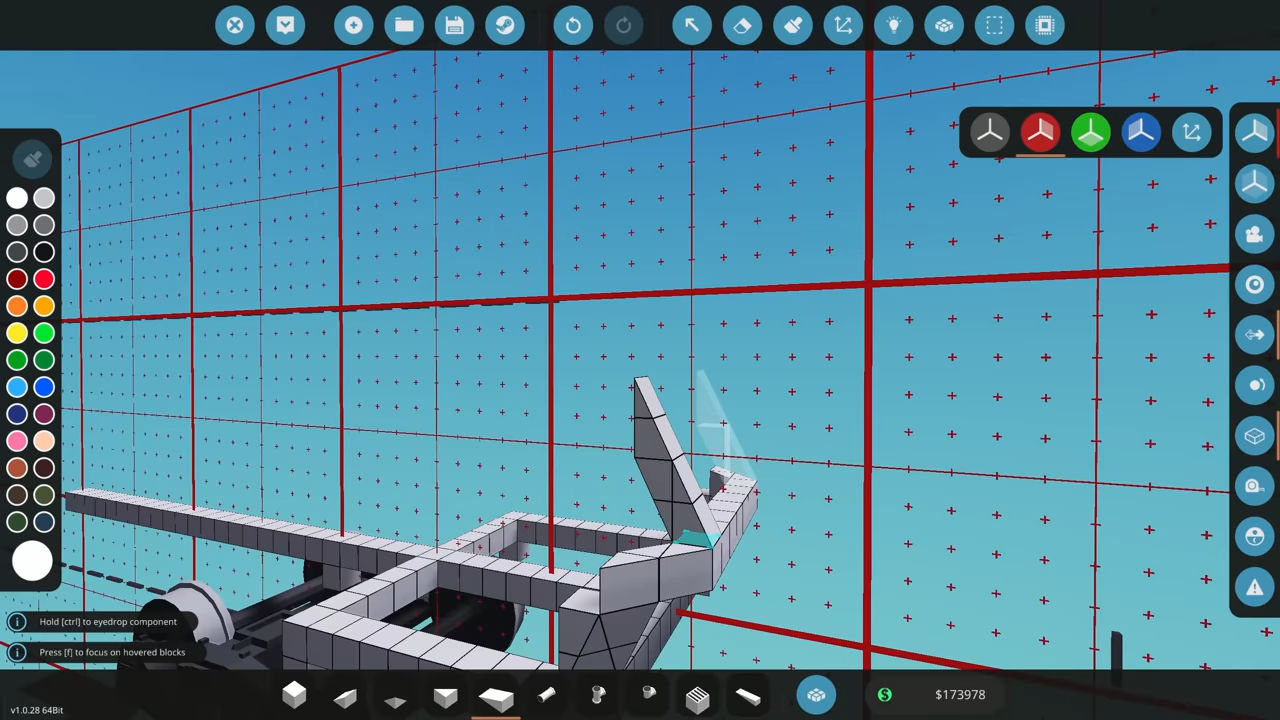 Hold [ctrl] to eyedrop component
Press [f] to focus on hovered blocks
v1.0.28 64Bit
$ $173978